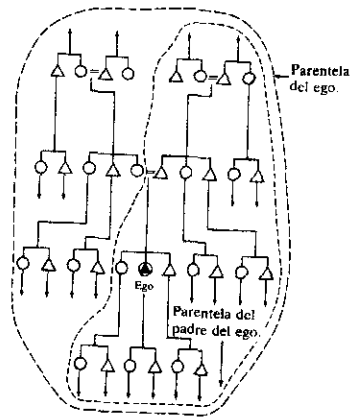 Parentela
del ego.
Ego
Parentela del
padre del ego.